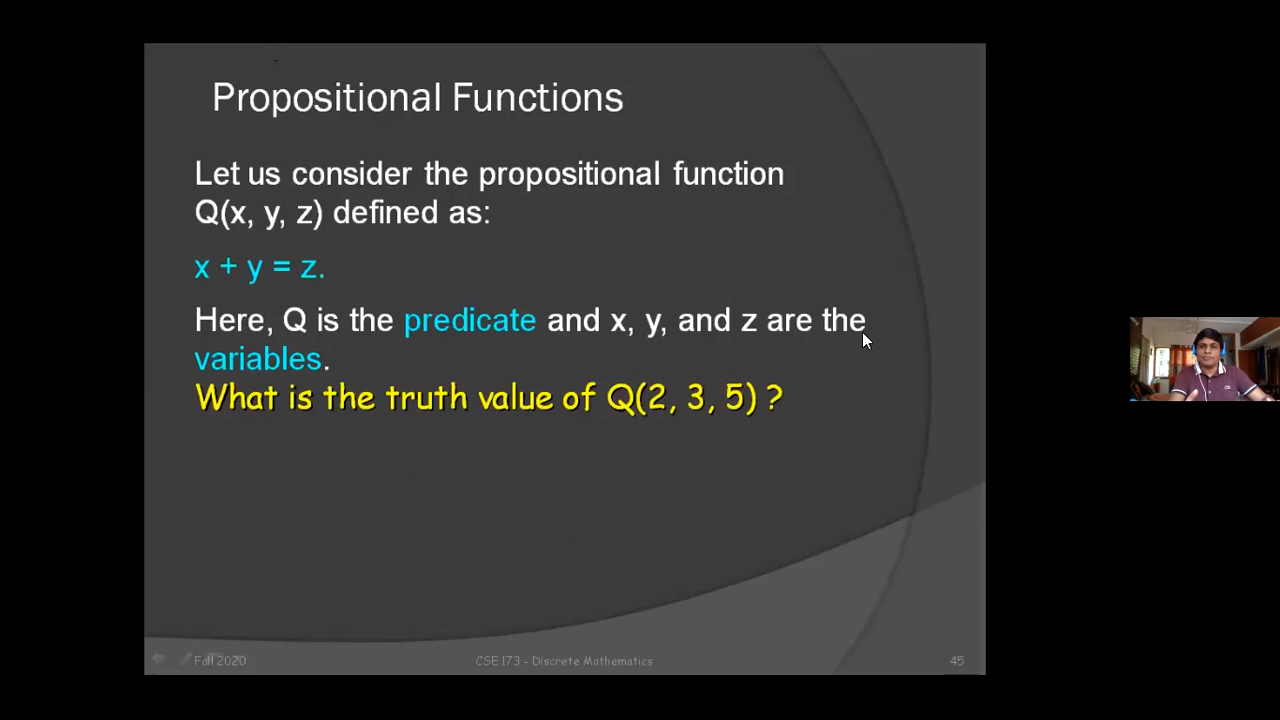 Propositional Functions
Let us consider the propositional function
Q(x, y, z) defined as:
x + y = z.
Here, Q is the predicate and x, y, and z are the
variables.
What is the truth value of Q(2, 3, 5) ?
Fall 2020
CSE 173 - Discrete Mathematics
45